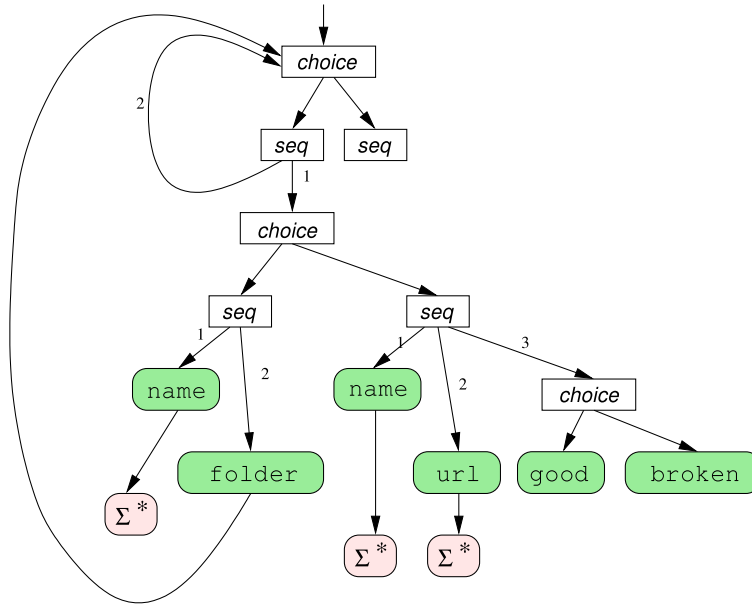 choice
2
seq
seq
1
choice
seq
seq
1
2
1
2
3
name
name
choice
folder
url
good
broken
Σ*
Σ*
Σ*